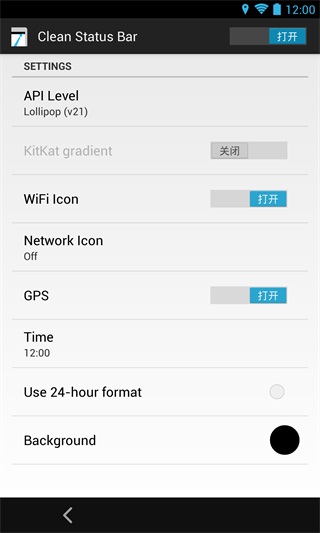 12:00
Clean Status Bar
打开
SETTINGS
API Level
Lollipop (v21)
KitKat gradient
关闭
WiFi Icon
打开
Network Icon
Off
GPS
打开
Time
12:00
Use 24-hour format
Background